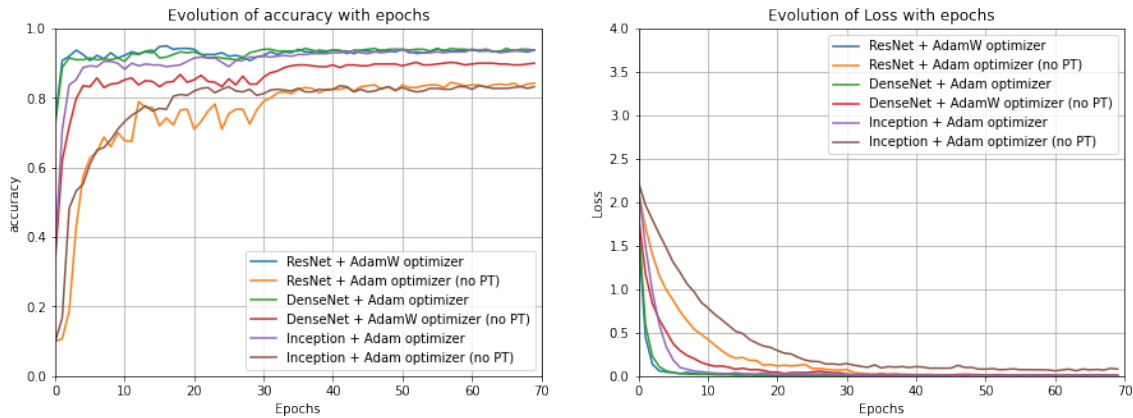 Evolution of accuracy with epochs
1.0
0.8
0.6
0.4
0.2
0.0
accuracy
0
10
20
30
40
50
60
70
Epochs
ResNet + AdamW optimizer
ResNet + Adam optimizer (no PT)
DenseNet + Adam optimizer
DenseNet + AdamW optimizer (no PT)
Inception + Adam optimizer
Inception + Adam optimizer (no PT)
Evolution of Loss with epochs
4.0
3.5
3.0
2.5
2.0
1.5
1.0
0.5
0.0
Loss
0
10
20
30
40
50
60
70
Epochs
ResNet + AdamW optimizer
ResNet + Adam optimizer (no PT)
DenseNet + Adam optimizer
DenseNet + AdamW optimizer (no PT)
Inception + Adam optimizer
Inception + Adam optimizer (no PT)